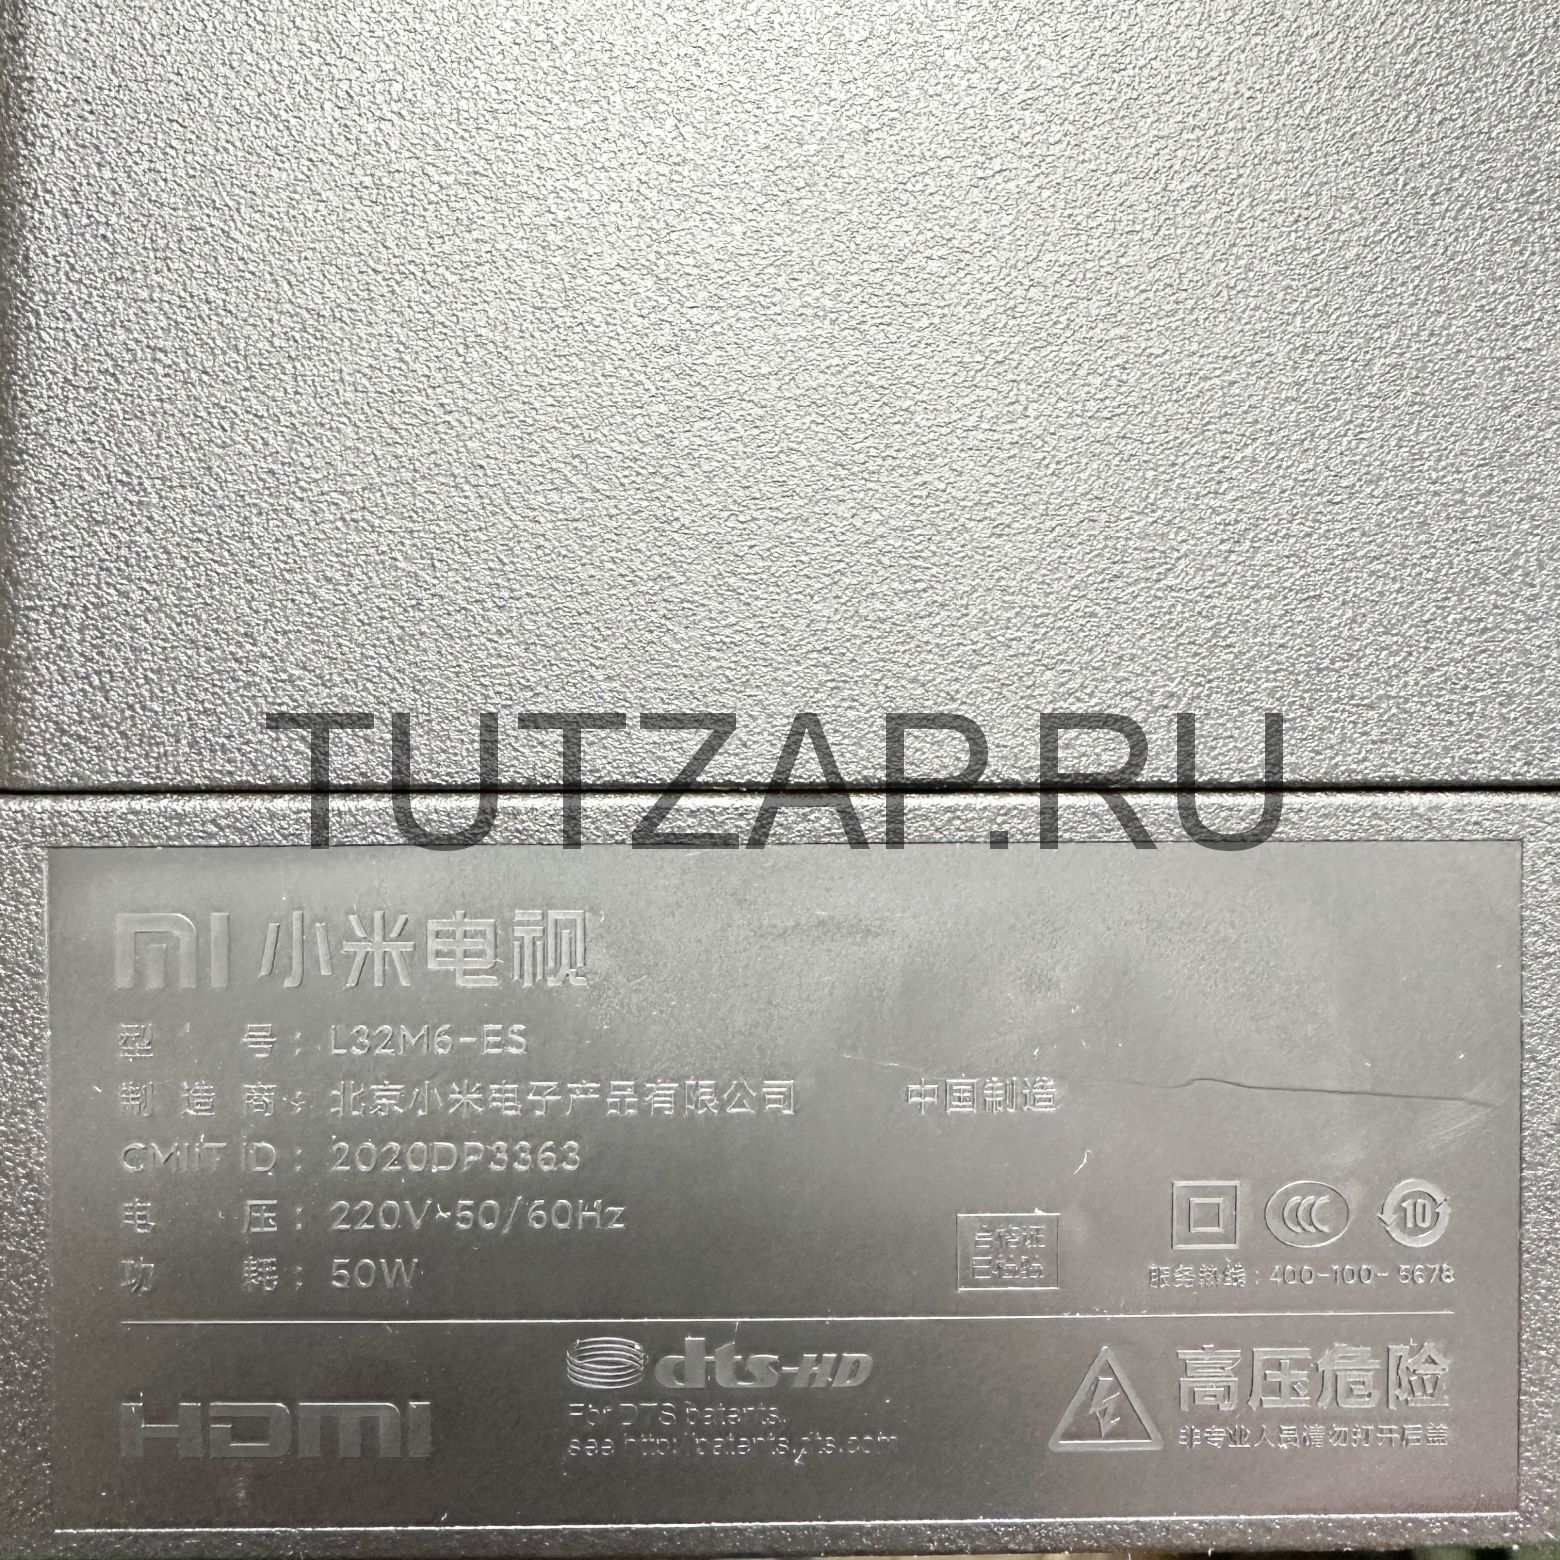 TUTZAP.RU
MI 小米电视
型 号: L32M6-ES
制 造 商: 北京小米电子产品有限公司 中国制造
CMIIT ID: 2020DP3363
电 压: 220V~50/60Hz
功 耗: 50W
合格证
已检验
CCC
10
服务热线: 400-100-5678
HDMI
dts-HD
For DTS patents,
see http://patents.dts.com
高压危险
非专业人员请勿打开后盖